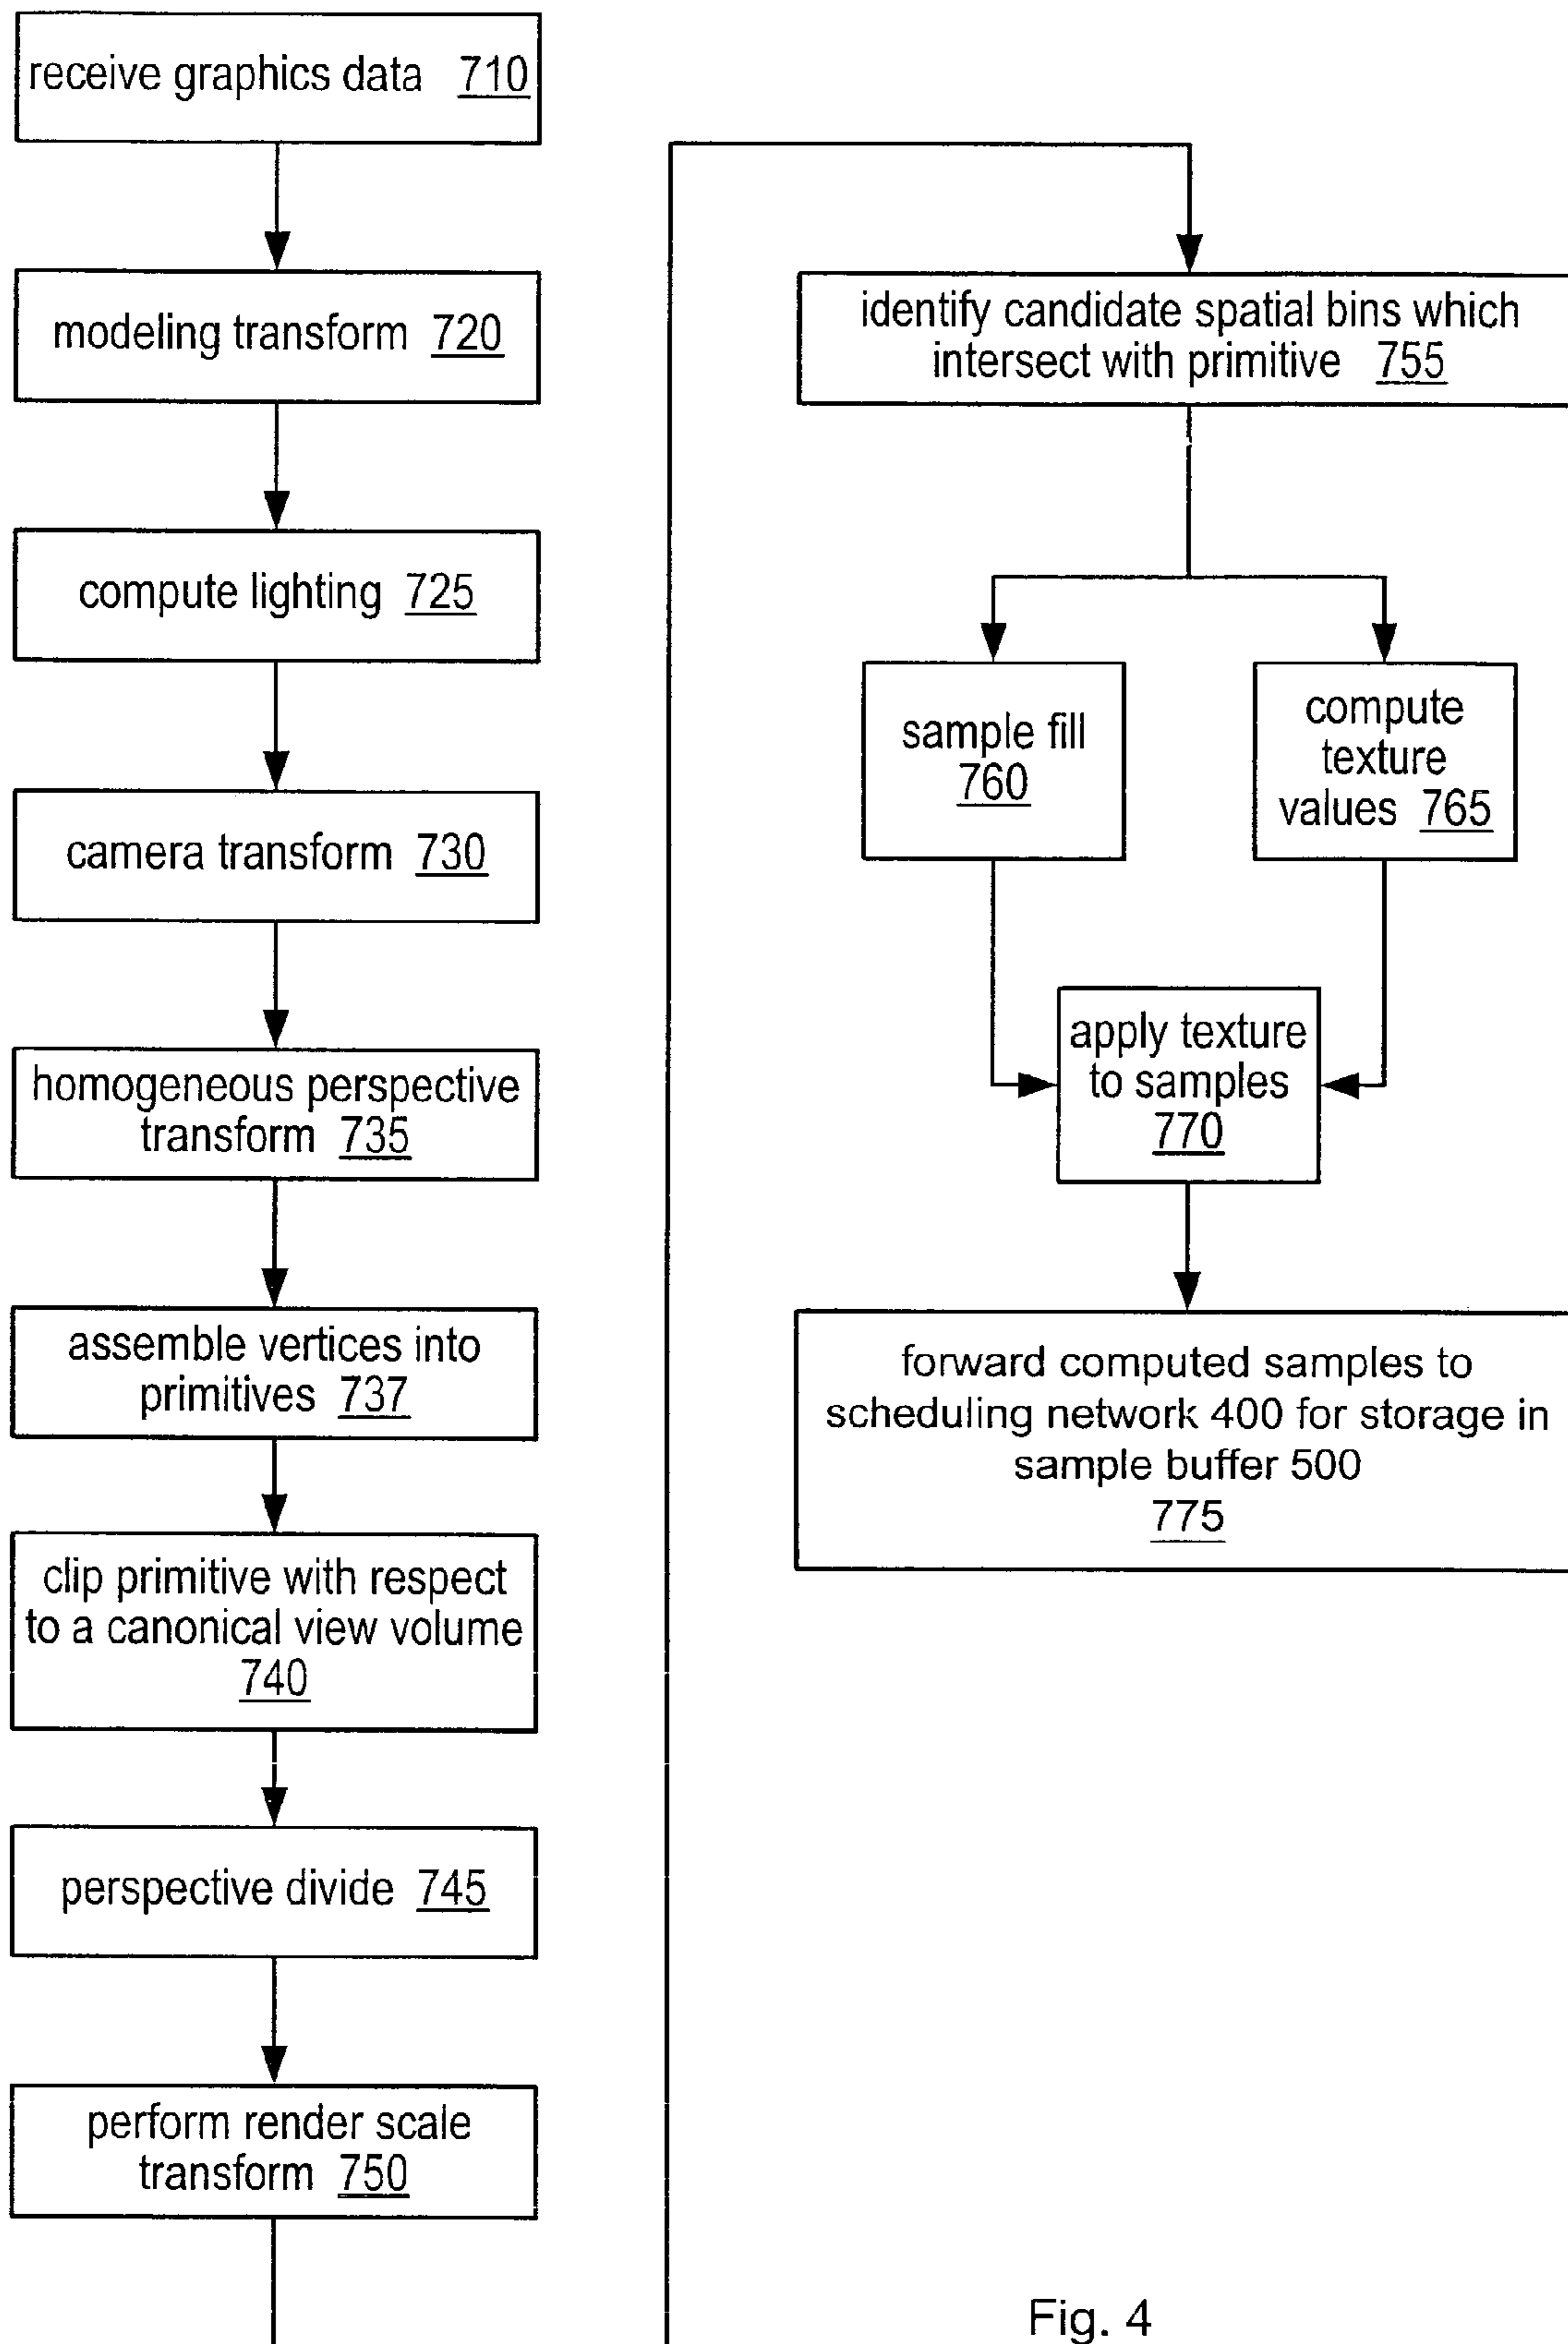 receive graphics data 710
modeling transform 720
compute lighting 725
camera transform 730
homogeneous perspective
transform 735
assemble vertices into
primitives 737
clip primitive with respect
to a canonical view volume
740
perspective divide 745
perform render scale
transform 750
identify candidate spatial bins which
intersect with primitive 755
sample fill
760
compute
texture
values 765
apply texture
to samples
770
forward computed samples to
scheduling network 400 for storage in
sample buffer 500
775
Fig. 4